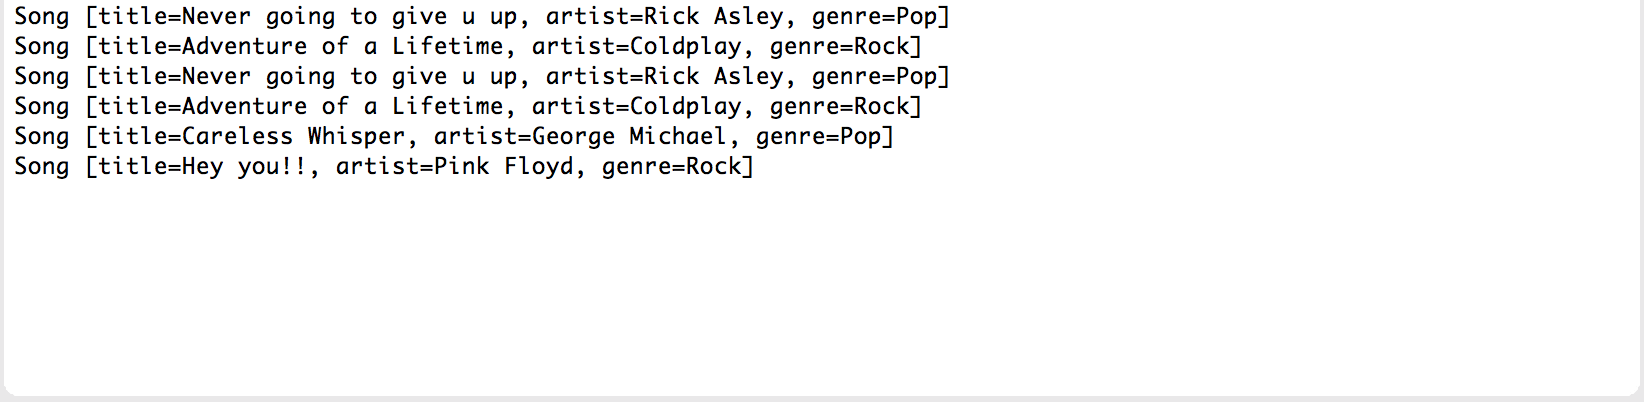 Song [title=Never going to give u up, artist=Rick Asley, genre=Pop]
Song [title=Adventure of a Lifetime, artist=Coldplay, genre=Rock]
Song [title=Never going to give u up, artist=Rick Asley, genre=Pop]
Song [title=Adventure of a Lifetime, artist=Coldplay, genre=Rock]
Song [title=Careless Whisper, artist=George Michael, genre=Pop]
Song [title=Hey you!!, artist=Pink Floyd, genre=Rock]